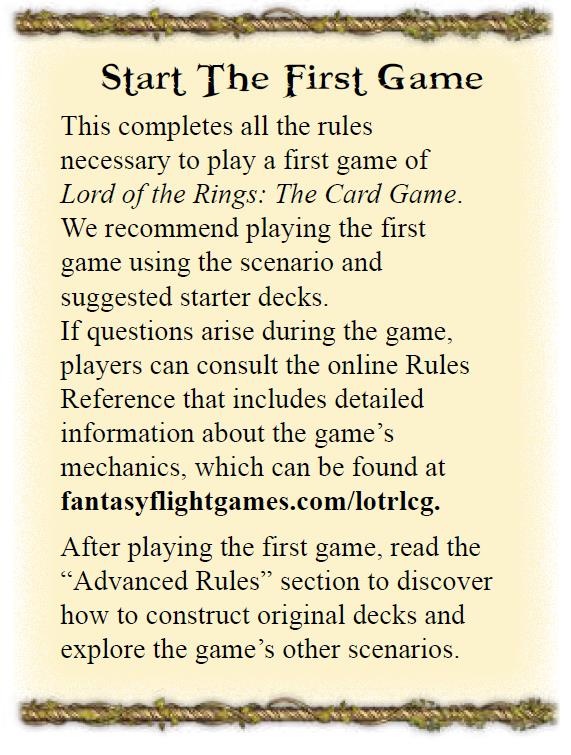 Start The First Game
This completes all the rules
necessary to play a first game of
Lord of the Rings: The Card Game.
We recommend playing the first
game using the scenario and
suggested starter decks.
If questions arise during the game,
players can consult the online Rules
Reference that includes detailed
information about the game’s
mechanics, which can be found at
fantasyflightgames.com/lotrlcg.
After playing the first game, read the
“Advanced Rules” section to discover
how to construct original decks and
explore the game’s other scenarios.